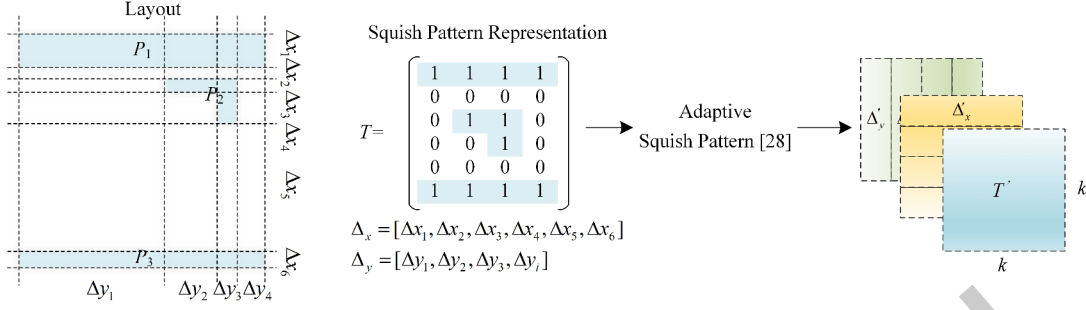 Layout
P₁
P₂
P₃
Δx₁
Δx₂
Δx₃
Δx₄
Δx₅
Δx₆
Δy₁ Δy₂ Δy₃ Δy₄
Squish Pattern Representation
T=
1 1 1 1
0 0 0 0
0 1 1 0
0 0 1 0
0 0 0 0
1 1 1 1
Δₓ = [Δx₁, Δx₂, Δx₃, Δx₄, Δx₅, Δx₆]
Δ_y = [Δy₁, Δy₂, Δy₃, Δyᵢ]
Adaptive
Squish Pattern [28]
Δ'_y
Δ'ₓ
T'
k
k